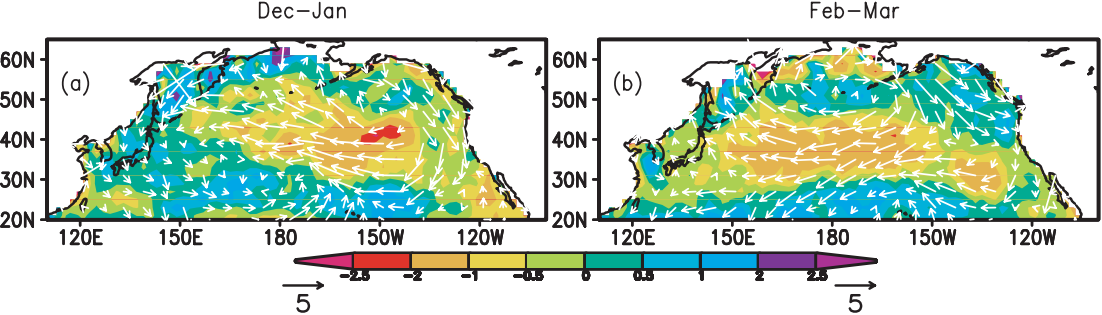 Dec-Jan Feb-Mar
60N (a) 60N (b)
50N 50N
40N 40N
30N 30N
20N 20N
120E 150E 180 150W 120W 120E 150E 180 150W 120W
-2.5 -2 -1 -0.5 0 0.5 1 2 2.5
5 5